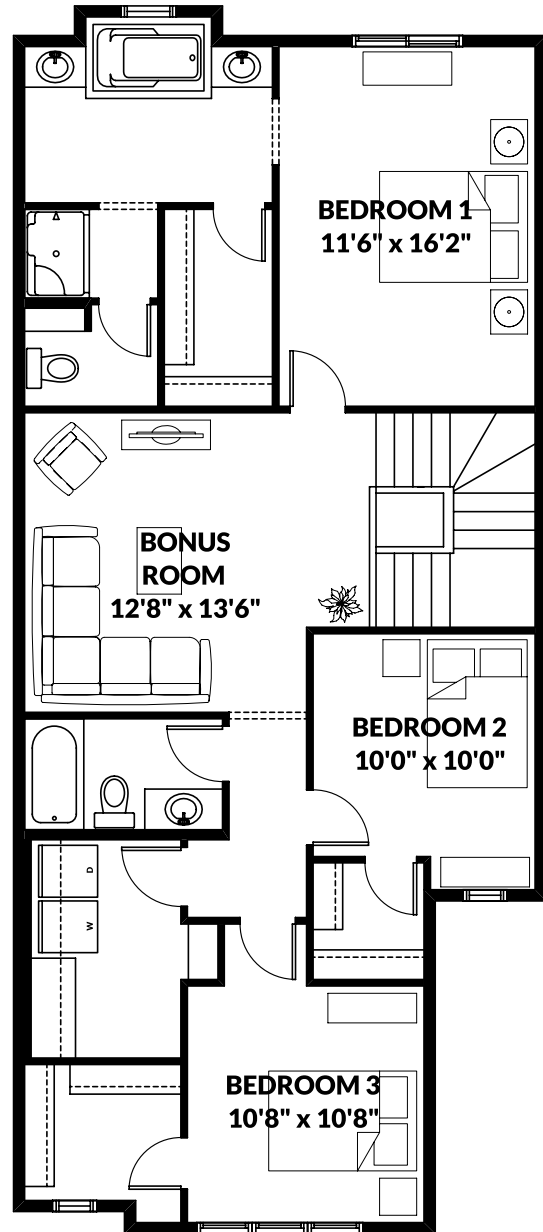 BEDROOM 1
11'6" x 16'2"
BONUS
ROOM
12'8" x 13'6"
BEDROOM 2
10'0" x 10'0"
D
W
BEDROOM 3
10'8" x 10'8"